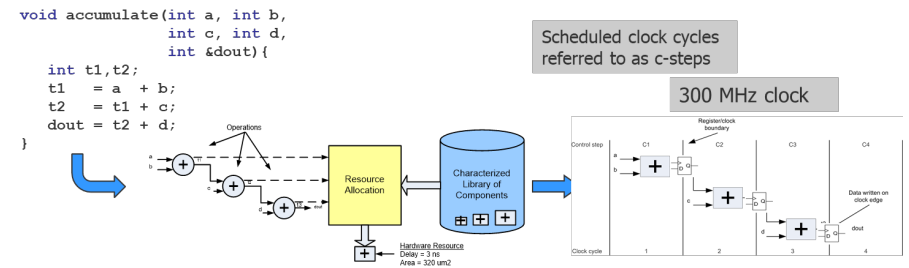 void accumulate(int a, int b,
int c, int d,
int &dout){
int t1,t2;
t1 = a + b;
t2 = t1 + c;
dout = t2 + d;
}
Scheduled clock cycles
referred to as c-steps
300 MHz clock
Operations
a
b
t1
c
t2
d
dout
Resource
Allocation
Characterized
Library of
Components
+ + +
+
Hardware Resource
Delay = 3 ns
Area = 320 um2
Register/clock
boundary
Control step C1 C2 C3 C4
a
b
+
D Q
c
+
D Q
d
+
D Q
dout
Data written on
clock edge
Clock cycle 1 2 3 4